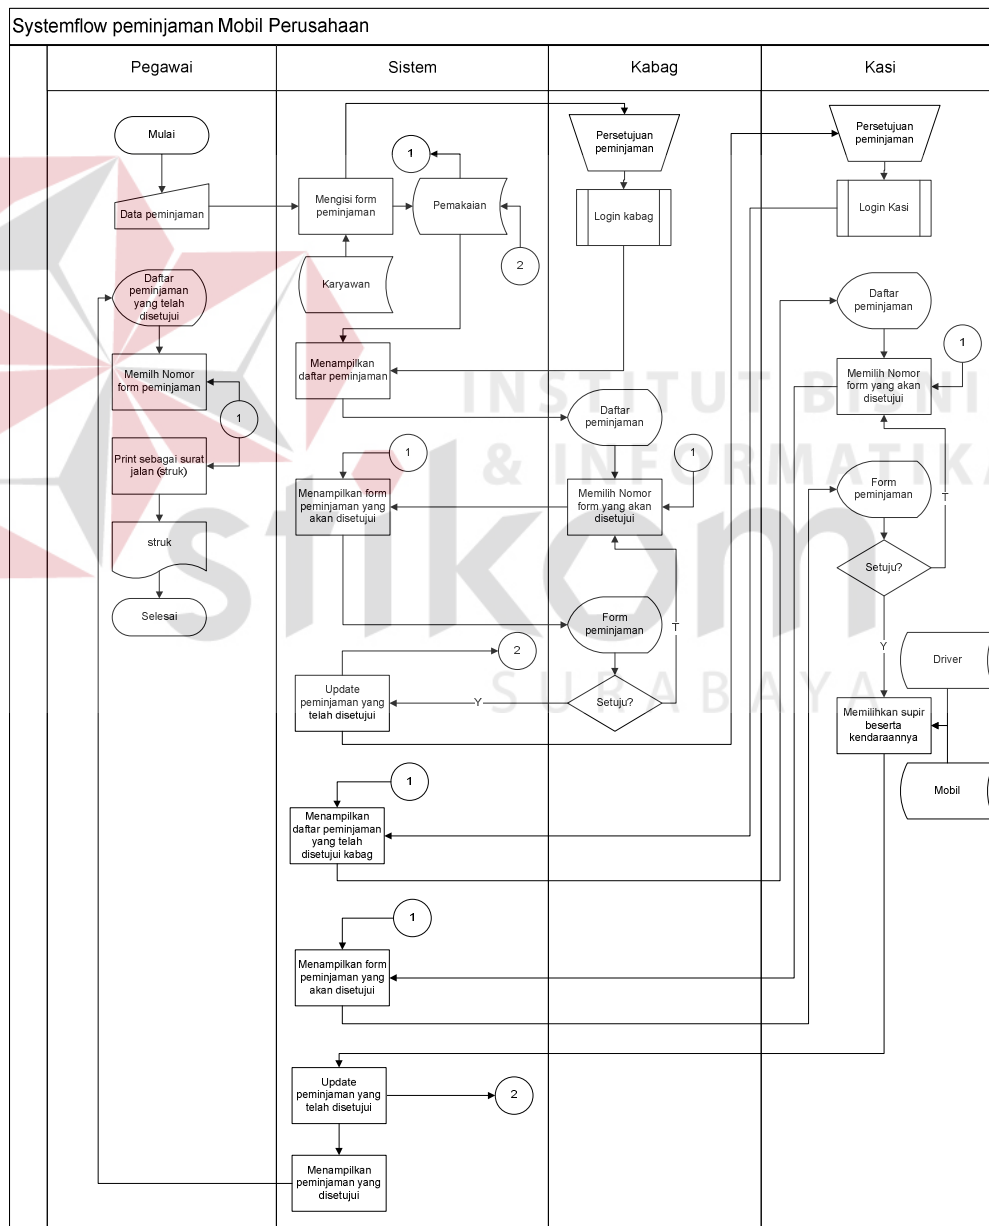 Systemflow peminjaman Mobil Perusahaan
Pegawai
Sistem
Kabag
Kasi
Mulai
Data peminjaman
Daftar
peminjaman
yang telah
disetujui
Memilh Nomor
form peminjaman
1
Print sebagai surat
jalan (struk)
struk
Selesai
Mengisi form
peminjaman
1
Pemakaian
2
Karyawan
Menampilkan
daftar peminjaman
1
Menampilkan form
peminjaman yang
akan disetujui
2
Update
peminjaman yang
telah disetujui
1
Menampilkan
daftar peminjaman
yang telah
disetujui kabag
1
Menampilkan form
peminjaman yang
akan disetujui
Update
peminjaman yang
telah disetujui
2
Menampilkan
peminjaman yang
disetujui
Persetujuan
peminjaman
Login kabag
Daftar
peminjaman
1
Memilih Nomor
form yang akan
disetujui
Form
peminjaman
T
Setuju?
Y
Persetujuan
peminjaman
Login Kasi
Daftar
peminjaman
1
Memilih Nomor
form yang akan
disetujui
Form
peminjaman
T
Setuju?
Y
Driver
Memilihkan supir
beserta
kendaraannya
Mobil
INSTITUT BISNI
& INFORMATIKA
stikom
SURABAYA